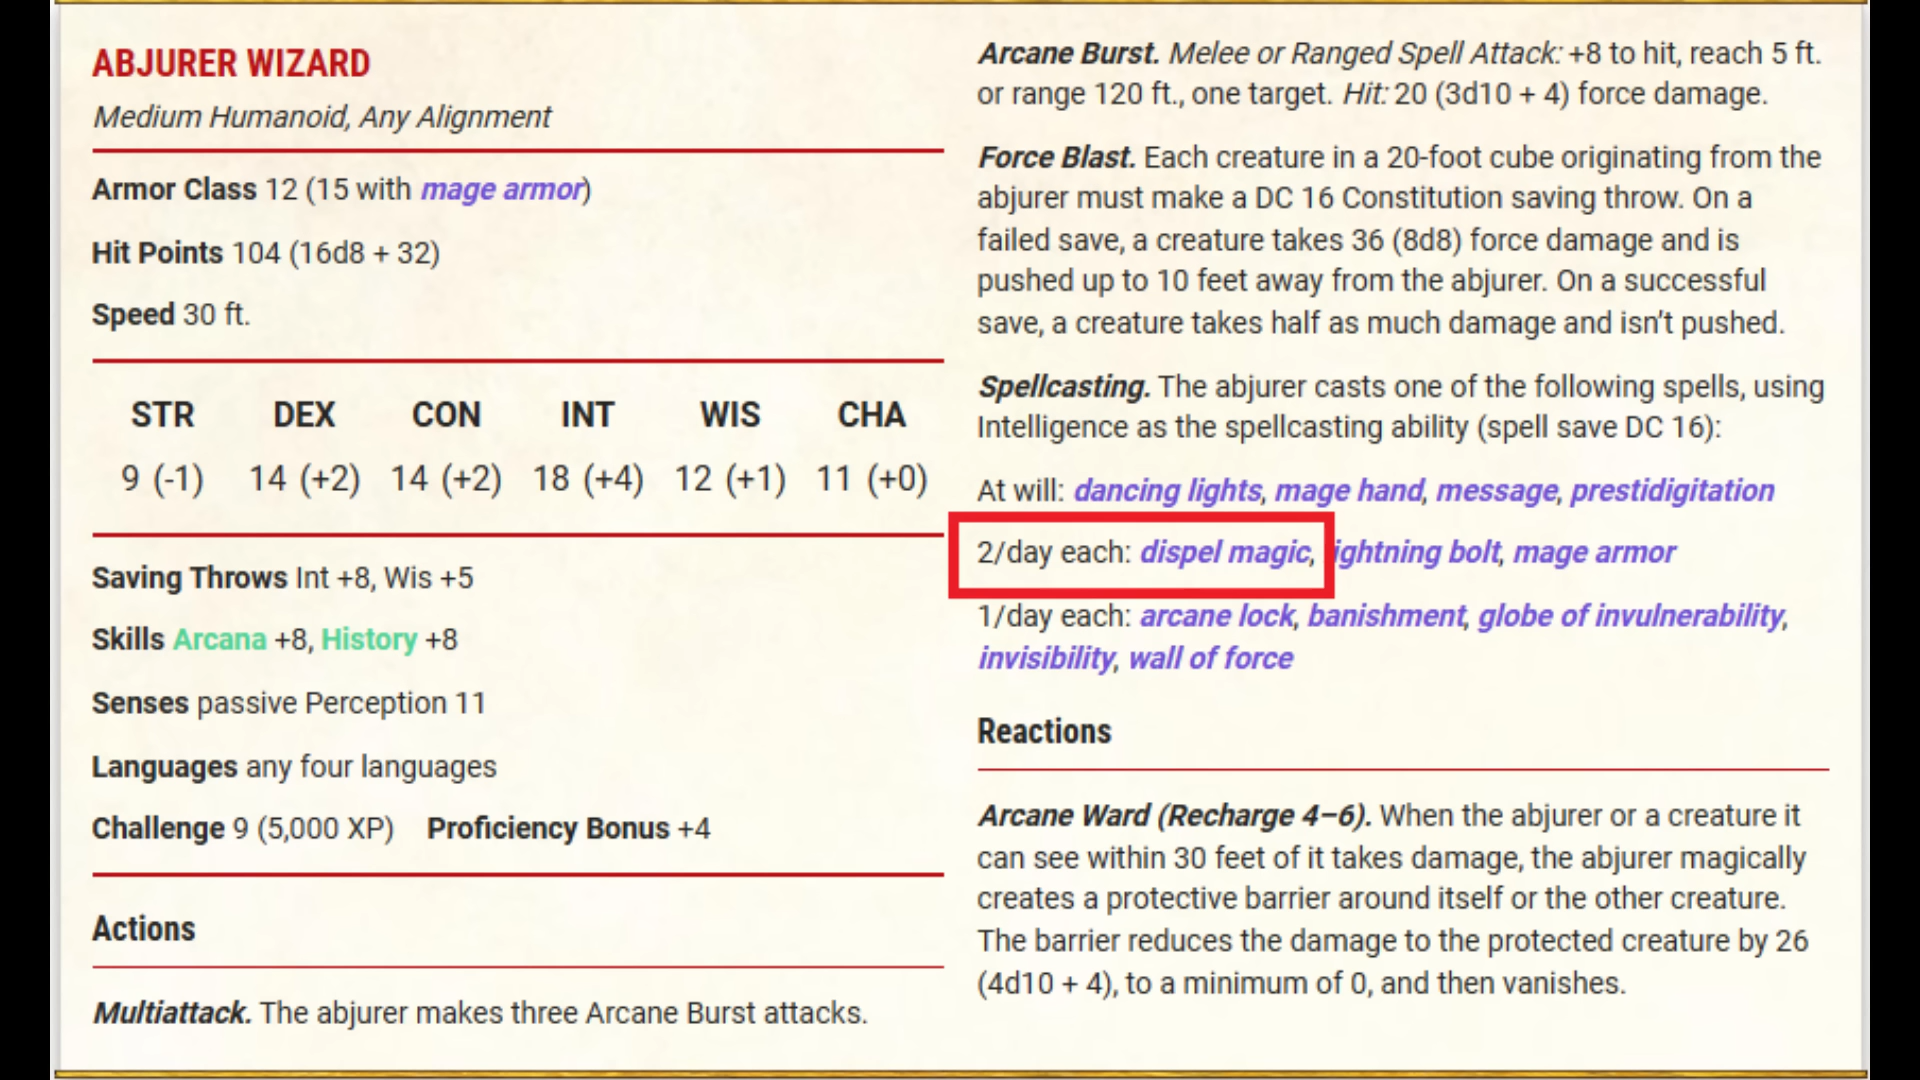 ABJURER WIZARD
Medium Humanoid, Any Alignment
Armor Class 12 (15 with mage armor)
Hit Points 104 (16d8 + 32)
Speed 30 ft.
STR DEX CON INT WIS CHA
9 (-1) 14 (+2) 14 (+2) 18 (+4) 12 (+1) 11 (+0)
Saving Throws Int +8, Wis +5
Skills Arcana +8, History +8
Senses passive Perception 11
Languages any four languages
Challenge 9 (5,000 XP) Proficiency Bonus +4
Actions
Multiattack. The abjurer makes three Arcane Burst attacks.
Arcane Burst. Melee or Ranged Spell Attack: +8 to hit, reach 5 ft.
or range 120 ft., one target. Hit: 20 (3d10 + 4) force damage.
Force Blast. Each creature in a 20-foot cube originating from the
abjurer must make a DC 16 Constitution saving throw. On a
failed save, a creature takes 36 (8d8) force damage and is
pushed up to 10 feet away from the abjurer. On a successful
save, a creature takes half as much damage and isn't pushed.
Spellcasting. The abjurer casts one of the following spells, using
Intelligence as the spellcasting ability (spell save DC 16):
At will: dancing lights, mage hand, message, prestidigitation
2/day each: dispel magic, lightning bolt, mage armor
1/day each: arcane lock, banishment, globe of invulnerability,
invisibility, wall of force
Reactions
Arcane Ward (Recharge 4–6). When the abjurer or a creature it
can see within 30 feet of it takes damage, the abjurer magically
creates a protective barrier around itself or the other creature.
The barrier reduces the damage to the protected creature by 26
(4d10 + 4), to a minimum of 0, and then vanishes.